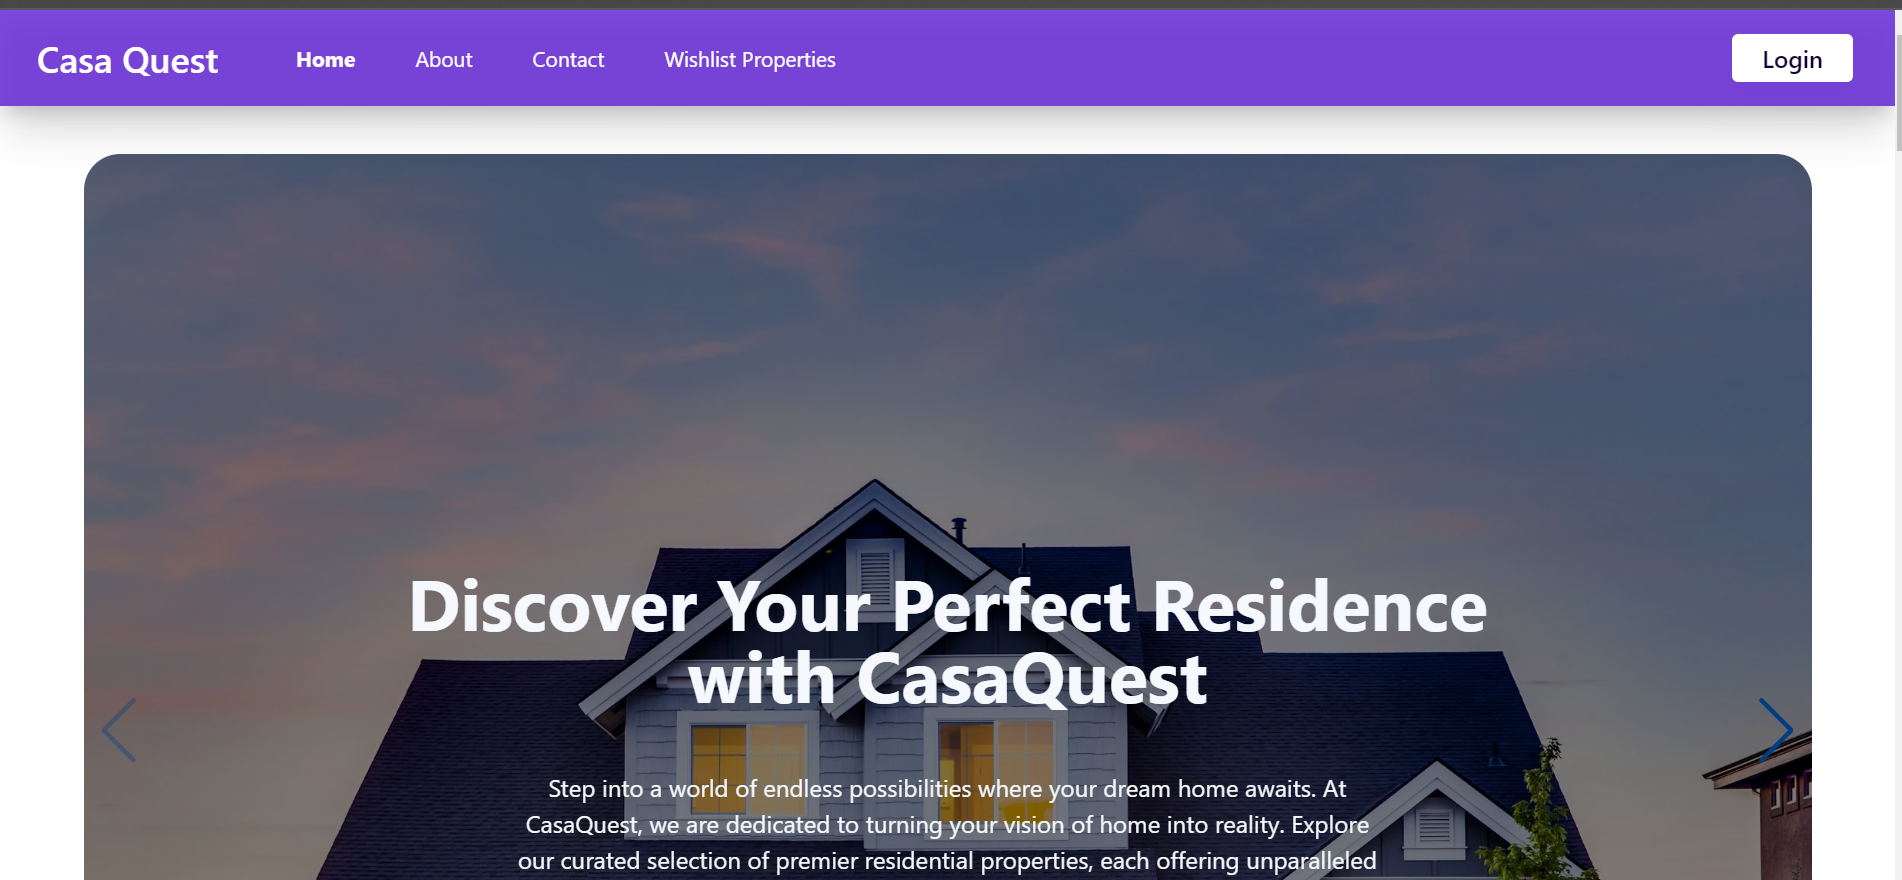 Casa Quest
Home
About
Contact
Wishlist Properties
Login
Discover Your Perfect Residence
with CasaQuest
Step into a world of endless possibilities where your dream home awaits. At
CasaQuest, we are dedicated to turning your vision of home into reality. Explore
our curated selection of premier residential properties, each offering unparalleled